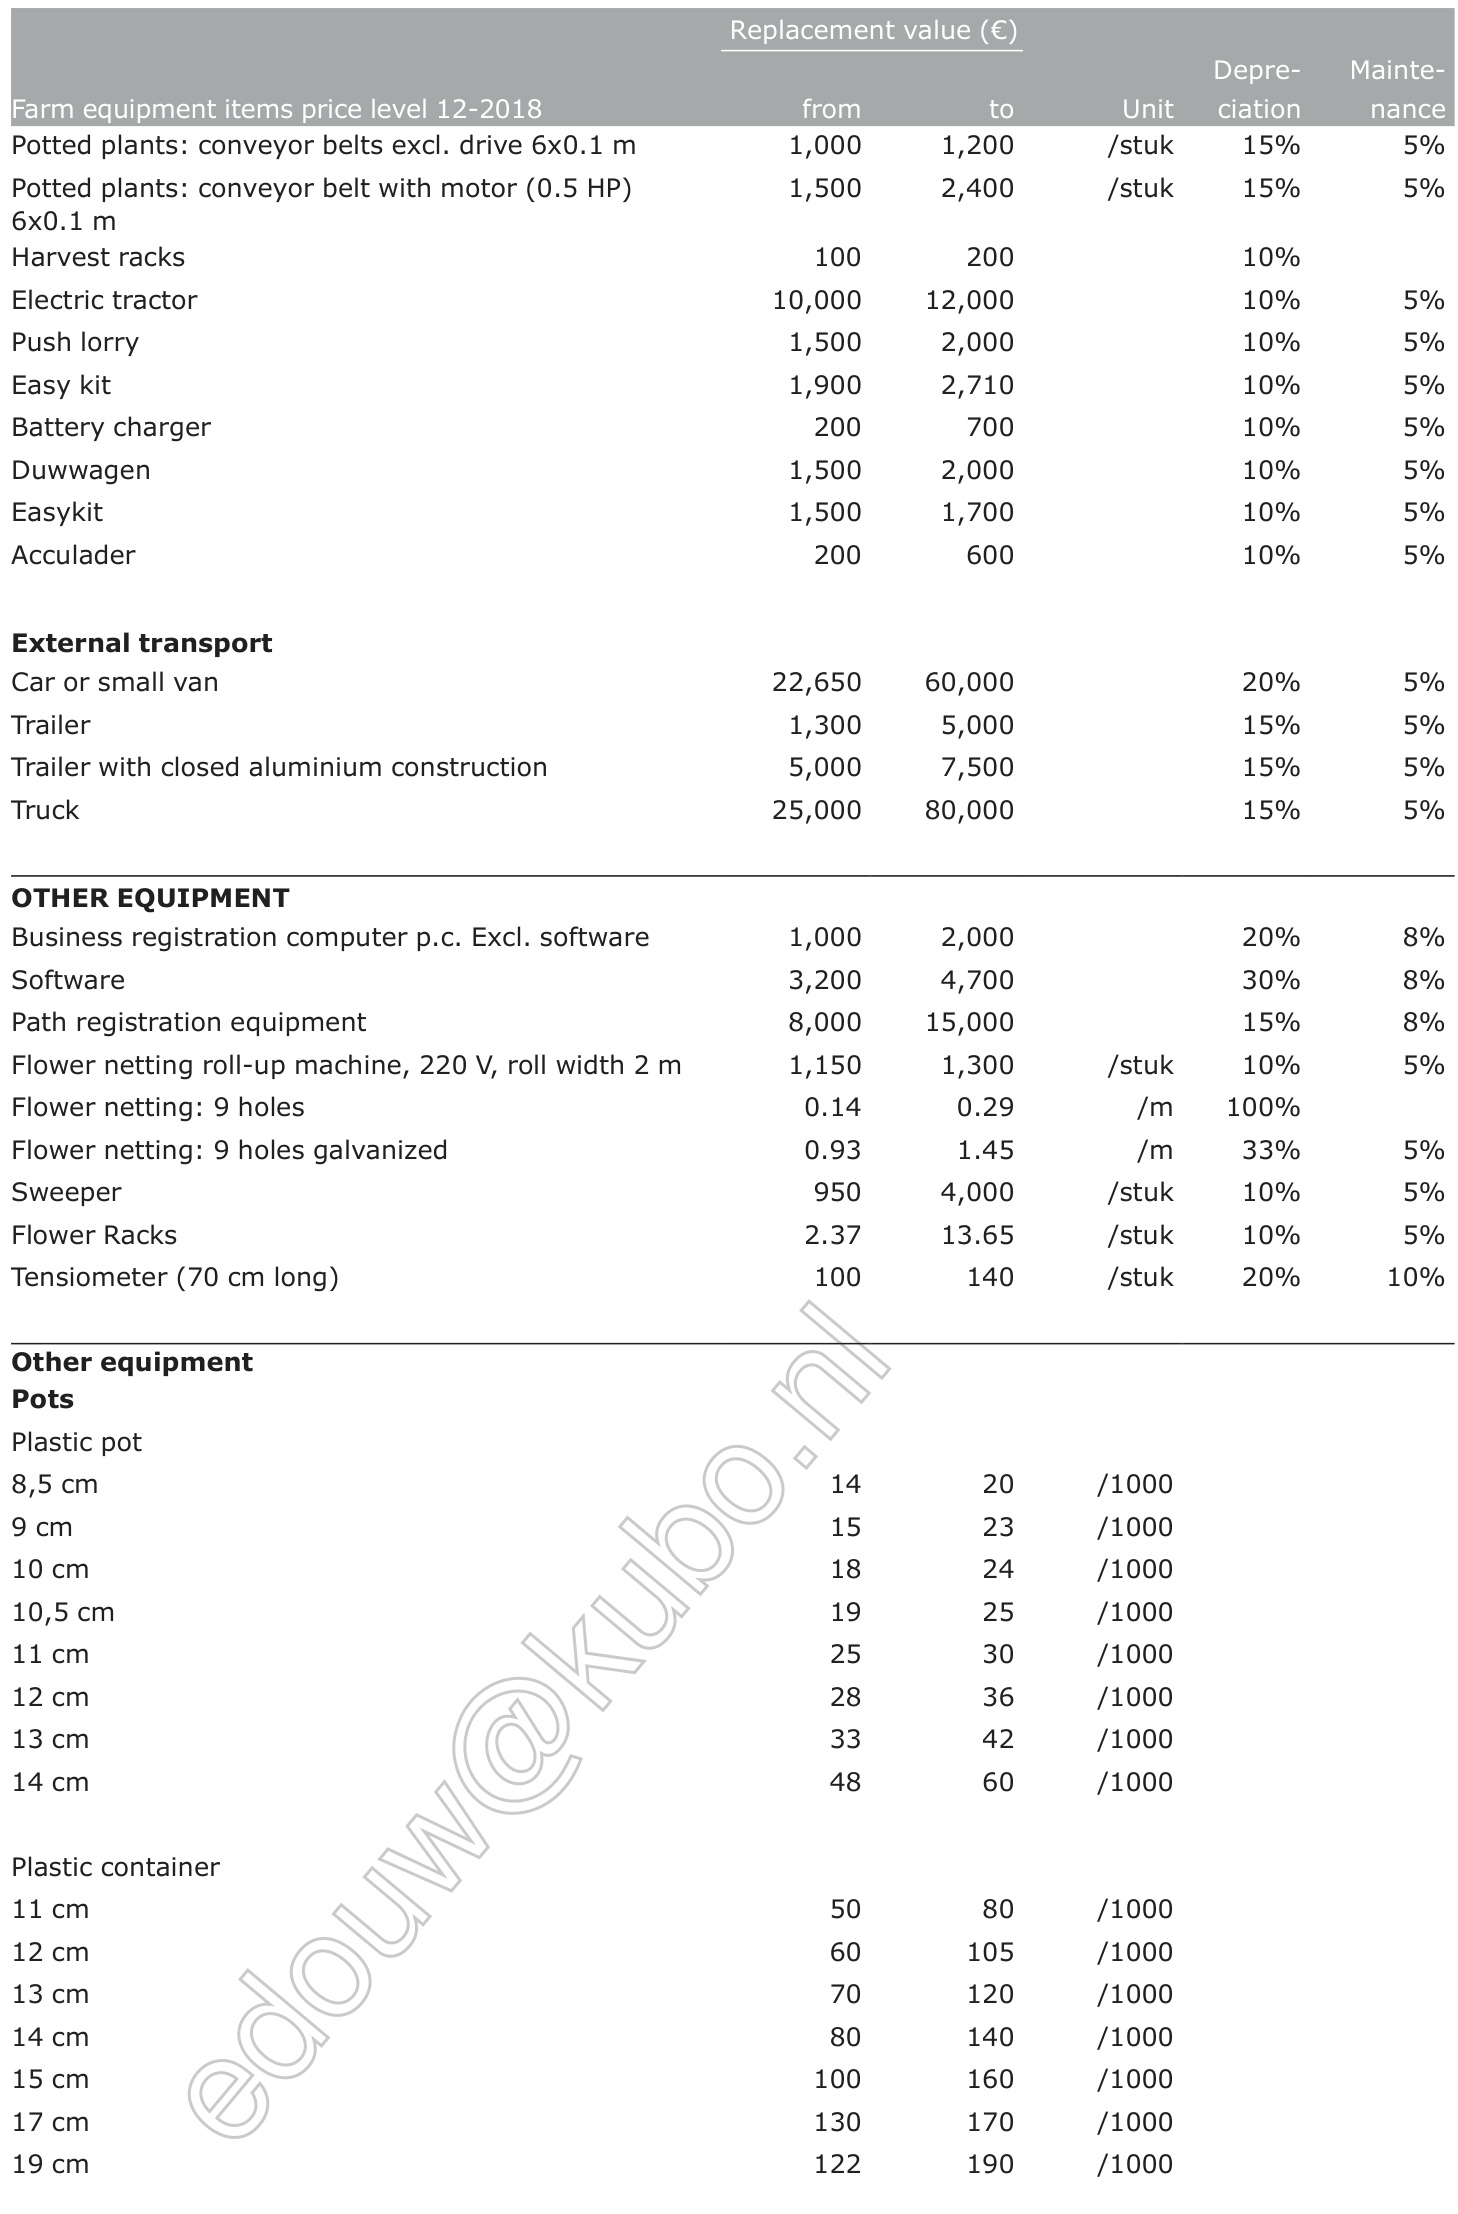 Replacement value (€)
Depre- Mainte-
Farm equipment items price level 12-2018 from to Unit ciation nance
Potted plants: conveyor belts excl. drive 6x0.1 m 1,000 1,200 /stuk 15% 5%
Potted plants: conveyor belt with motor (0.5 HP) 1,500 2,400 /stuk 15% 5%
6x0.1 m
Harvest racks 100 200 10%
Electric tractor 10,000 12,000 10% 5%
Push lorry 1,500 2,000 10% 5%
Easy kit 1,900 2,710 10% 5%
Battery charger 200 700 10% 5%
Duwwagen 1,500 2,000 10% 5%
Easykit 1,500 1,700 10% 5%
Acculader 200 600 10% 5%
External transport
Car or small van 22,650 60,000 20% 5%
Trailer 1,300 5,000 15% 5%
Trailer with closed aluminium construction 5,000 7,500 15% 5%
Truck 25,000 80,000 15% 5%
OTHER EQUIPMENT
Business registration computer p.c. Excl. software 1,000 2,000 20% 8%
Software 3,200 4,700 30% 8%
Path registration equipment 8,000 15,000 15% 8%
Flower netting roll-up machine, 220 V, roll width 2 m 1,150 1,300 /stuk 10% 5%
Flower netting: 9 holes 0.14 0.29 /m 100%
Flower netting: 9 holes galvanized 0.93 1.45 /m 33% 5%
Sweeper 950 4,000 /stuk 10% 5%
Flower Racks 2.37 13.65 /stuk 10% 5%
Tensiometer (70 cm long) 100 140 /stuk 20% 10%
Other equipment
Pots
Plastic pot
8,5 cm 14 20 /1000
9 cm 15 23 /1000
10 cm 18 24 /1000
10,5 cm 19 25 /1000
11 cm 25 30 /1000
12 cm 28 36 /1000
13 cm 33 42 /1000
14 cm 48 60 /1000
Plastic container
11 cm 50 80 /1000
12 cm 60 105 /1000
13 cm 70 120 /1000
14 cm 80 140 /1000
15 cm 100 160 /1000
17 cm 130 170 /1000
19 cm 122 190 /1000
edouw@kubo.nl